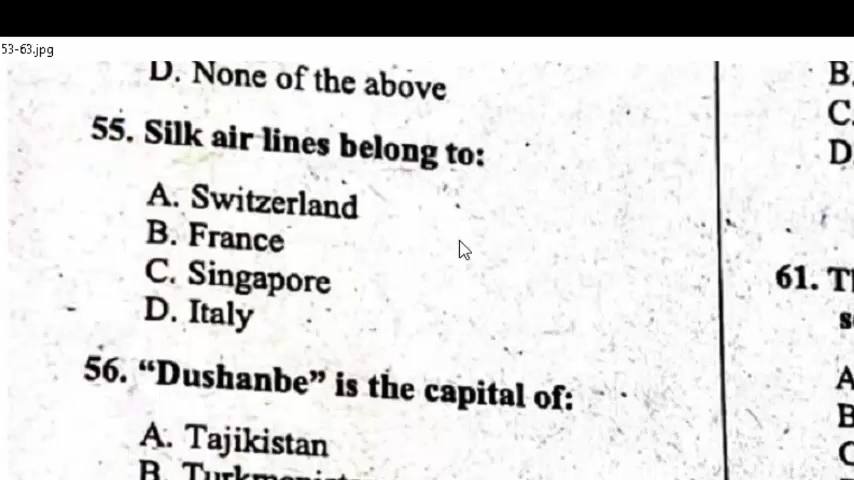 53-63.jpg
D. None of the above
55. Silk air lines belong to:
A. Switzerland
B. France
C. Singapore
D. Italy
56. “Dushanbe” is the capital of:
A. Tajikistan
B.
B.
C.
D
61.
A
B
C